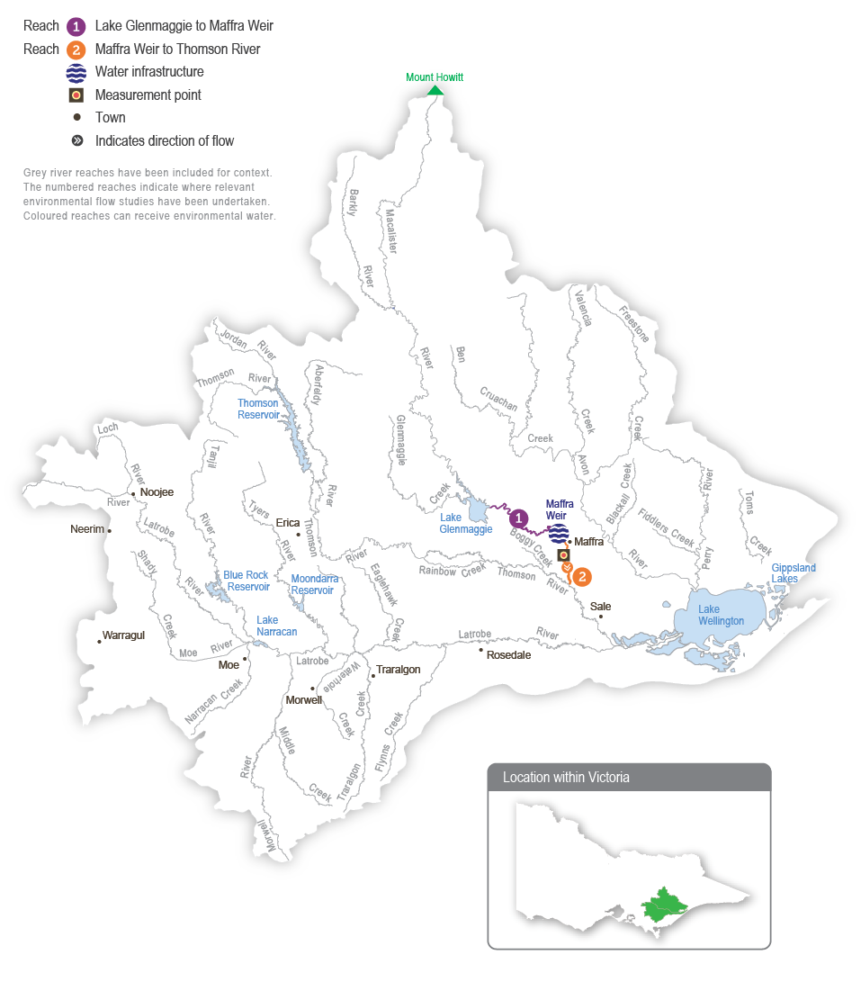 Reach 1 Lake Glenmaggie to Maffra Weir
Reach 2 Maffra Weir to Thomson River
Water infrastructure
Measurement point
Town
Indicates direction of flow
Grey river reaches have been included for context.
The numbered reaches indicate where relevant
environmental flow studies have been undertaken.
Coloured reaches can receive environmental water.
Mount Howitt
Barkly
River
Macalister
River
Jordan
River
Thomson
River
Thomson
Reservoir
Aberfeldy
River
Ben
Cruachan
Creek
Valencia
Creek
Freestone
Creek
Glenmaggie
Creek
Loch
River
River
Noojee
Neerim
Latrobe
River
Tanjil
River
Tyers
River
Erica
Thomson
River
Lake
Glenmaggie
1
Maffra
Weir
Maffra
Boggy Creek
2
Avon
River
Blackall
Creek
Fiddlers Creek
Perry
River
Toms
Creek
Gippsland
Lakes
Lake
Wellington
Rainbow
Creek
Thomson
River
Sale
Shady
Creek
Blue Rock
Reservoir
Moondarra
Reservoir
Eaglehawk
Creek
Lake
Narracan
Warragul
Moe
River
Moe
Latrobe
Latrobe
River
Rosedale
Narracan
Creek
Waterhole
Creek
Traralgon
Morwell
Traralgon
Creek
Flynns
Creek
Middle
Creek
Morwell
River
Location within Victoria